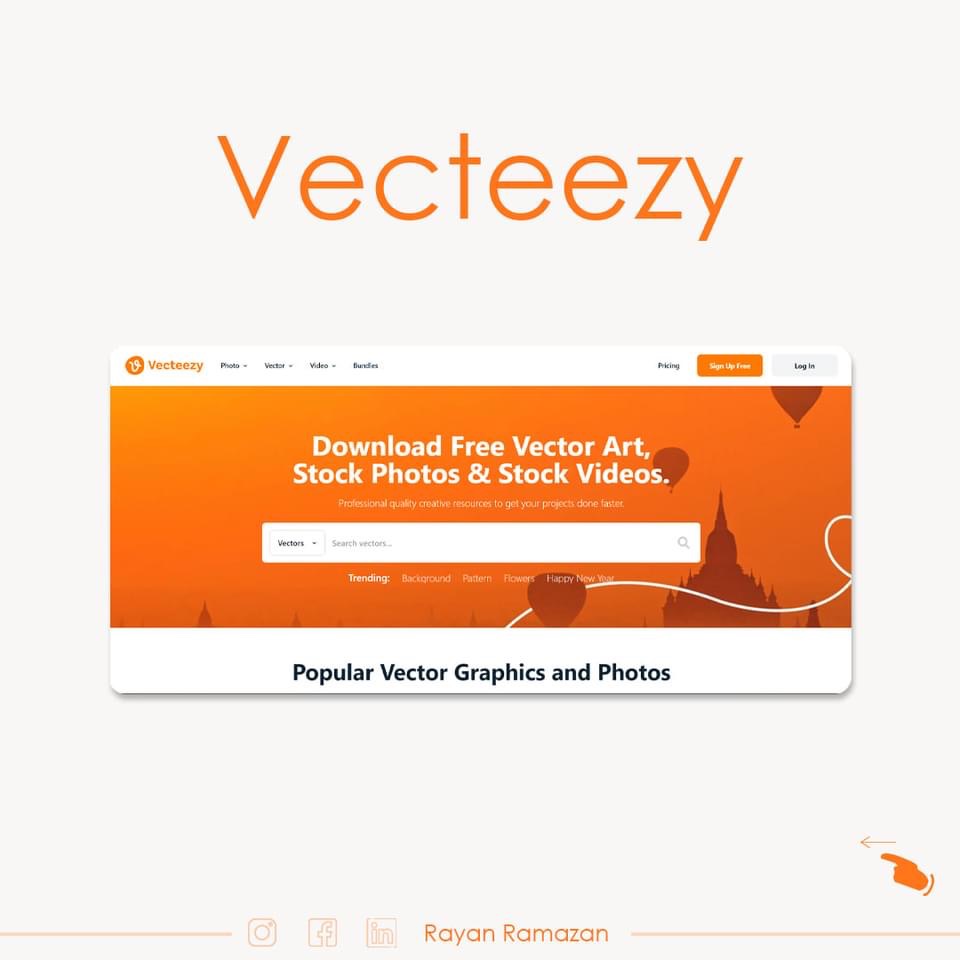 Vecteezy
Vecteezy Photo Vector Video Bundles Pricing Sign Up Free Log In
Download Free Vector Art,
Stock Photos & Stock Videos.
Professional quality creative resources to get your projects done faster.
Vectors Search vectors...
Trending: Background Pattern Flowers Happy New Year
Popular Vector Graphics and Photos
Rayan Ramazan